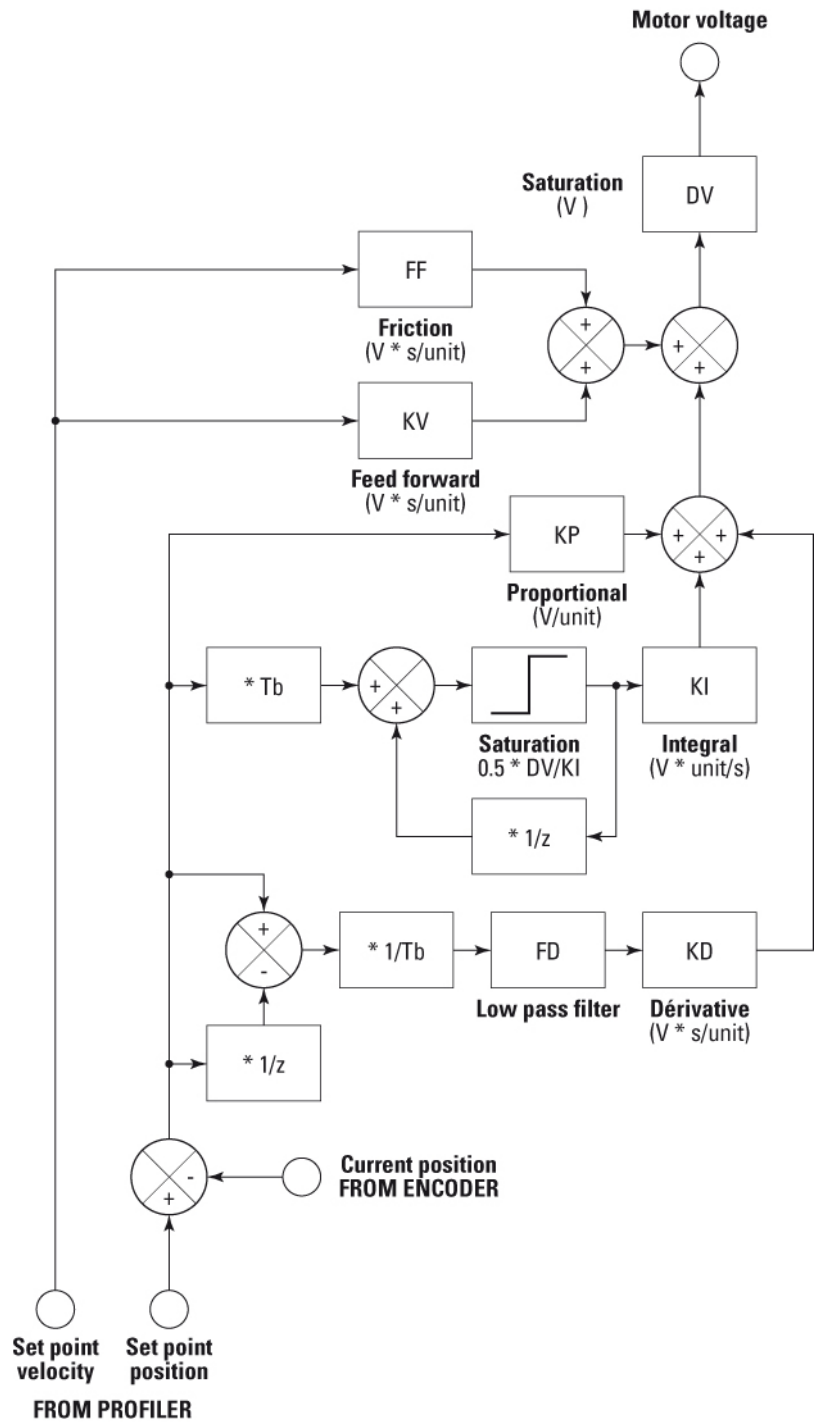 Motor voltage
Saturation
(V )
DV
FF
Friction
(V * s/unit)
+
+
+
+
KV
Feed forward
(V * s/unit)
KP
Proportional
(V/unit)
+
+
+
* Tb
+
+
Saturation
0.5 * DV/KI
KI
Integral
(V * unit/s)
* 1/z
+
-
* 1/Tb
FD
Low pass filter
KD
Dérivative
(V * s/unit)
* 1/z
-
+
Current position
FROM ENCODER
Set point
velocity
Set point
position
FROM PROFILER